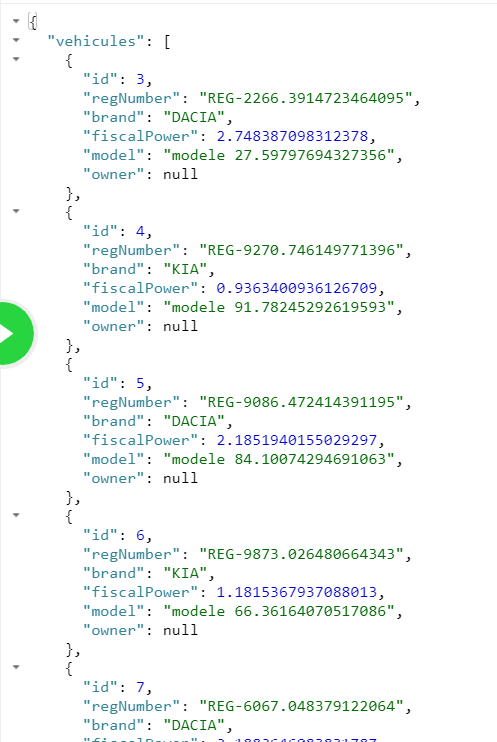 {
"vehicules": [
{
"id": 3,
"regNumber": "REG-2266.3914723464095",
"brand": "DACIA",
"fiscalPower": 2.748387098312378,
"model": "modele 27.59797694327356",
"owner": null
},
{
"id": 4,
"regNumber": "REG-9270.746149771396",
"brand": "KIA",
"fiscalPower": 0.9363400936126709,
"model": "modele 91.78245292619593",
"owner": null
},
{
"id": 5,
"regNumber": "REG-9086.472414391195",
"brand": "DACIA",
"fiscalPower": 2.1851940155029297,
"model": "modele 84.10074294691063",
"owner": null
},
{
"id": 6,
"regNumber": "REG-9873.026480664343",
"brand": "KIA",
"fiscalPower": 1.1815367937088013,
"model": "modele 66.36164070517086",
"owner": null
},
{
"id": 7,
"regNumber": "REG-6067.048379122064",
"brand": "DACIA",
"fiscalPower":